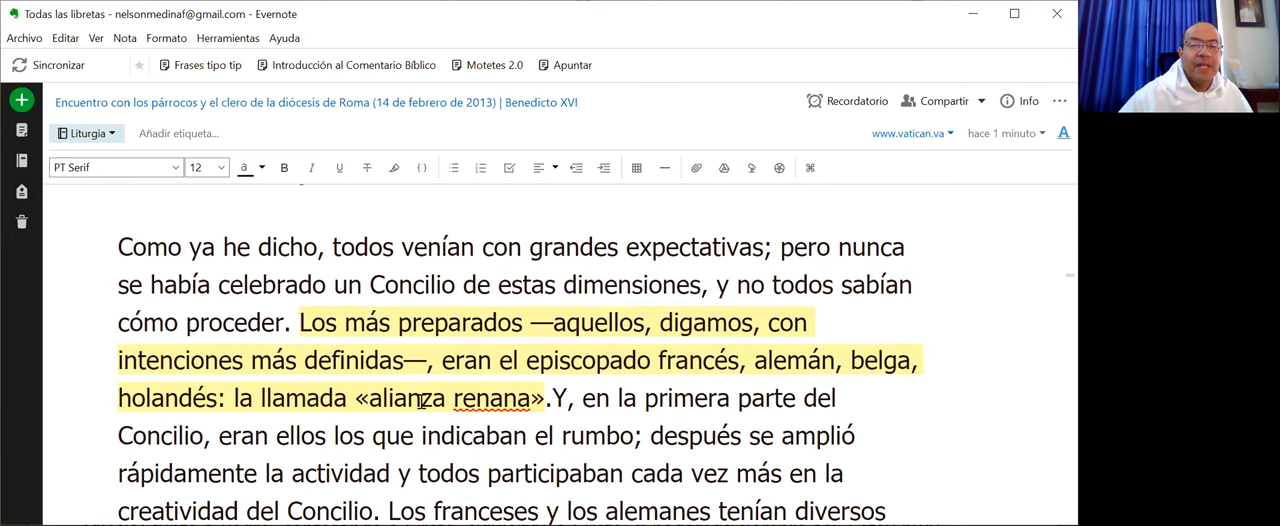 Todas las libretas - nelsonmedinaf@gmail.com - Evernote
Archivo Editar Ver Nota Formato Herramientas Ayuda
Sincronizar Frases tipo tip Introducción al Comentario Bíblico Motetes 2.0 Apuntar
Encuentro con los párrocos y el clero de la diócesis de Roma (14 de febrero de 2013) | Benedicto XVI Recordatorio Compartir Info
Liturgia Añadir etiqueta... www.vatican.va hace 1 minuto
PT Serif 12
Como ya he dicho, todos venían con grandes expectativas; pero nunca
se había celebrado un Concilio de estas dimensiones, y no todos sabían
cómo proceder. Los más preparados —aquellos, digamos, con
intenciones más definidas—, eran el episcopado francés, alemán, belga,
holandés: la llamada «alianza renana».Y, en la primera parte del
Concilio, eran ellos los que indicaban el rumbo; después se amplió
rápidamente la actividad y todos participaban cada vez más en la
creatividad del Concilio. Los franceses y los alemanes tenían diversos